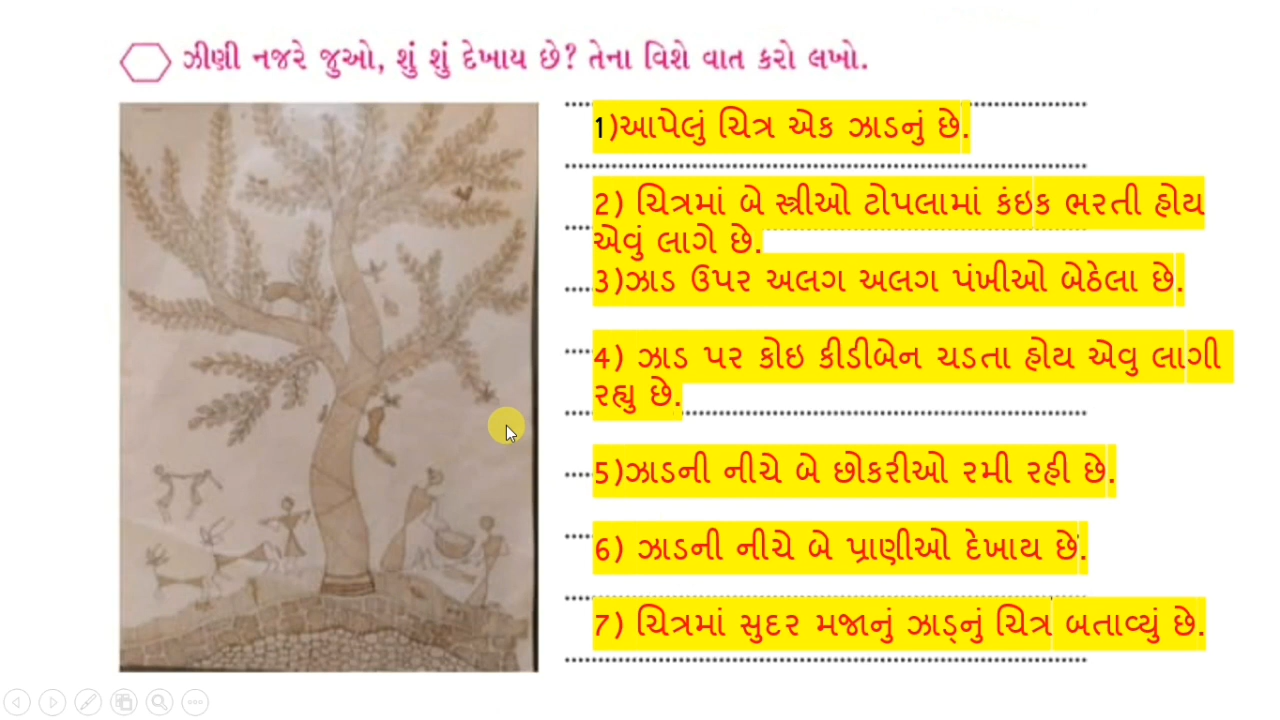 ઝીણી નજરે જુઓ, શું શું દેખાય છે? તેના વિશે વાત કરો લખો.
1)આપેલું ચિત્ર એક ઝાડનું છે.
2) ચિત્રમાં બે સ્ત્રીઓ ટોપલામાં કંઇક ભરતી હોય
એવું લાગે છે.
3)ઝાડ ઉપર અલગ અલગ પંખીઓ બેઠેલા છે.
4) ઝાડ પર કોઇ કીડીબેન ચડતા હોય એવુ લાગી
રહ્યુ છે.
5)ઝાડની નીચે બે છોકરીઓ રમી રહી છે.
6) ઝાડની નીચે બે પ્રાણીઓ દેખાય છે.
7) ચિત્રમાં સુદર મજાનું ઝાડ્નું ચિત્ર બતાવ્યું છે.